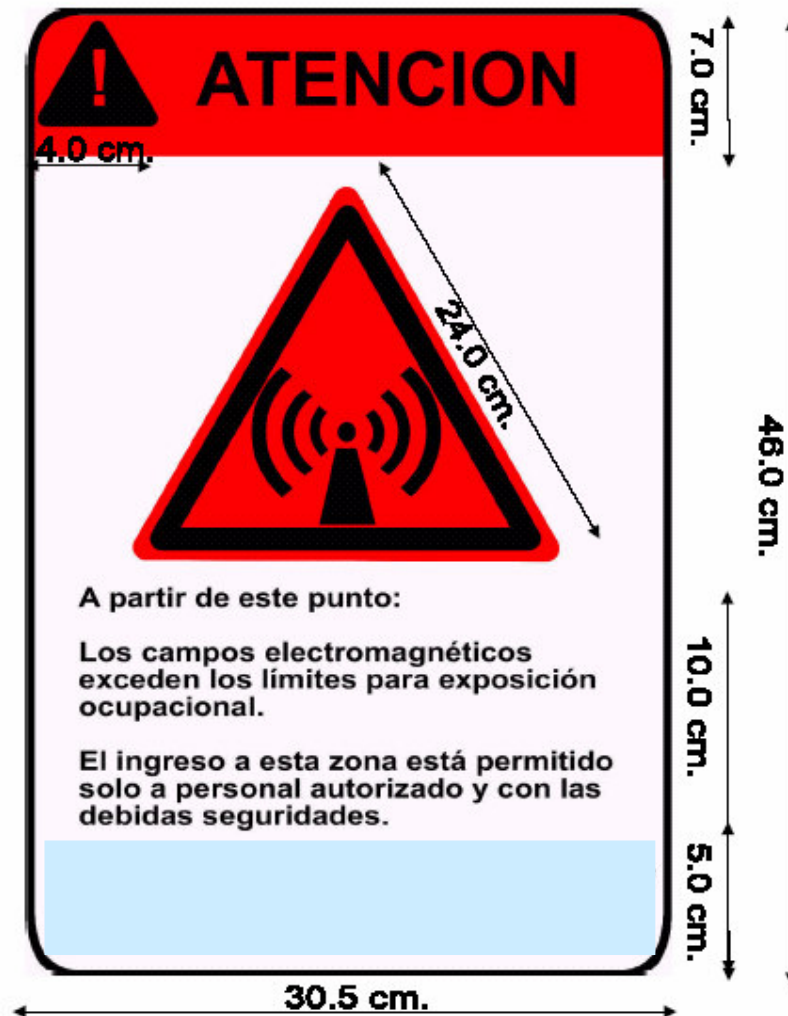 ! ATENCION
7.0 cm.
4.0 cm.
24.0 cm.
46.0 cm.
A partir de este punto:
Los campos electromagnéticos
exceden los límites para exposición
ocupacional.
10.0 cm.
El ingreso a esta zona está permitido
solo a personal autorizado y con las
debidas seguridades.
5.0 cm.
30.5 cm.